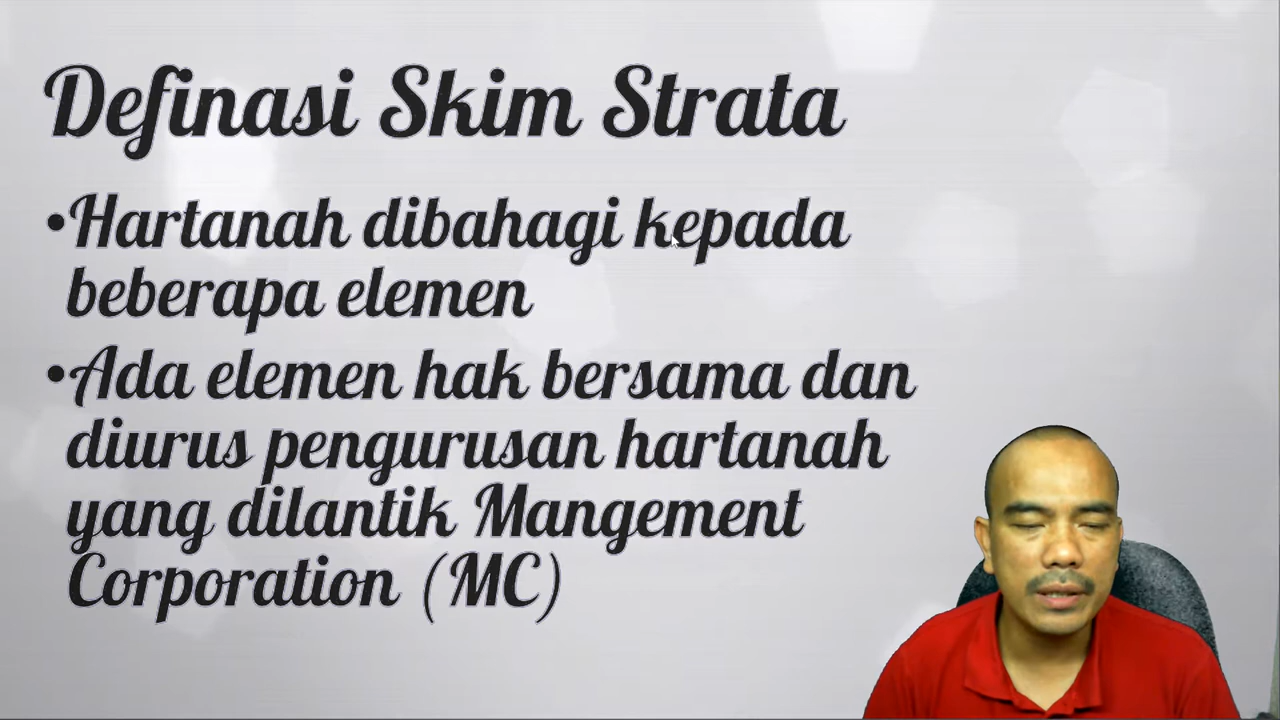 Definasi Skim Strata
•Hartanah dibahagi kepada
beberapa elemen
•Ada elemen hak bersama dan
diurus pengurusan hartanah
yang dilantik Mangement
Corporation (MC)